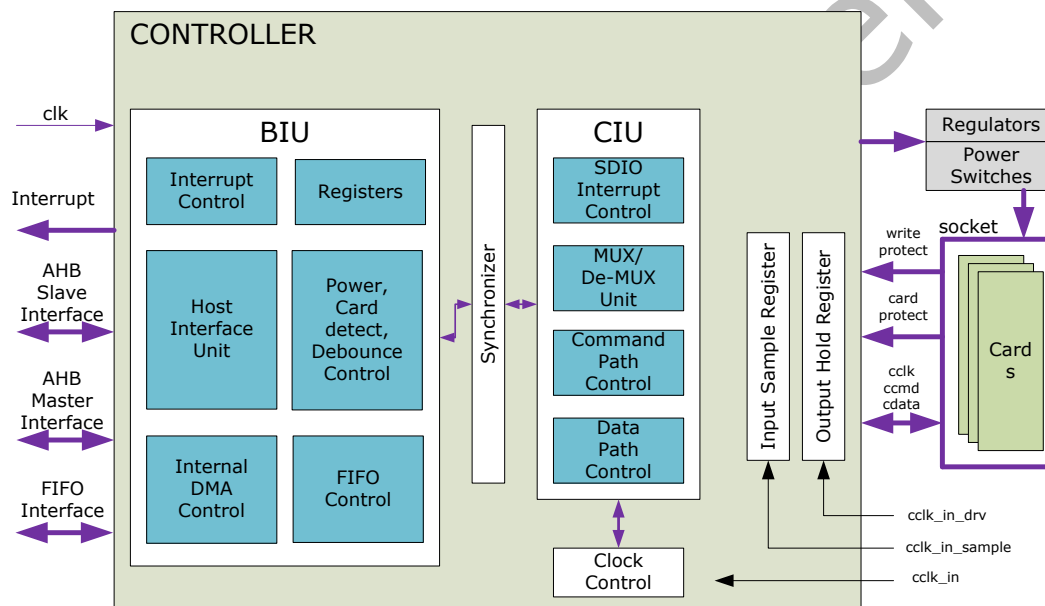 CONTROLLER
clk
Interrupt
AHB
Slave
Interface
AHB
Master
Interface
FIFO
Interface
BIU
Interrupt
Control
Registers
Host
Interface
Unit
Power,
Card
detect,
Debounce
Control
Internal
DMA
Control
FIFO
Control
Synchronizer
CIU
SDIO
Interrupt
Control
MUX/
De-MUX
Unit
Command
Path
Control
Data
Path
Control
Clock
Control
Input Sample Register
Output Hold Register
Regulators
Power
Switches
socket
write
protect
card
protect
cclk
ccmd
cdata
Card
s
cclk_in_drv
cclk_in_sample
cclk_in